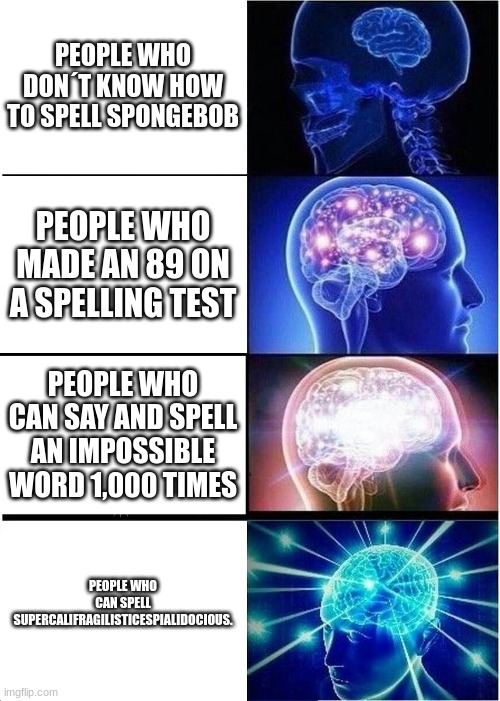 PEOPLE WHO
DON´T KNOW HOW
TO SPELL SPONGEBOB
PEOPLE WHO
MADE AN 89 ON
A SPELLING TEST
PEOPLE WHO
CAN SAY AND SPELL
AN IMPOSSIBLE
WORD 1,000 TIMES
PEOPLE WHO
CAN SPELL
SUPERCALIFRAGILISTICESPIALIDOCIOUS.
imgflip.com